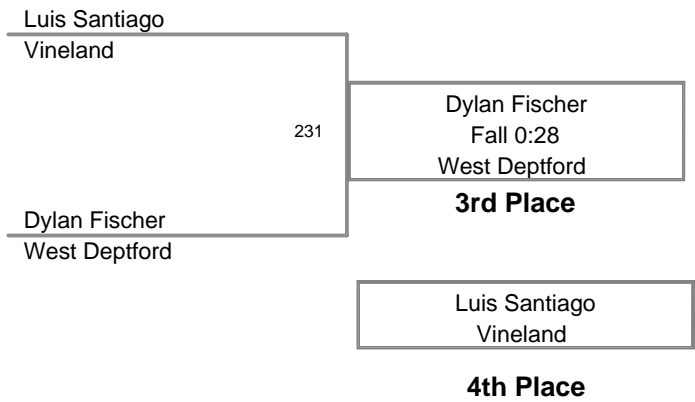 Luis Santiago
Vineland
231
Dylan Fischer
Fall 0:28
West Deptford
3rd Place
Dylan Fischer
West Deptford
Luis Santiago
Vineland
4th Place